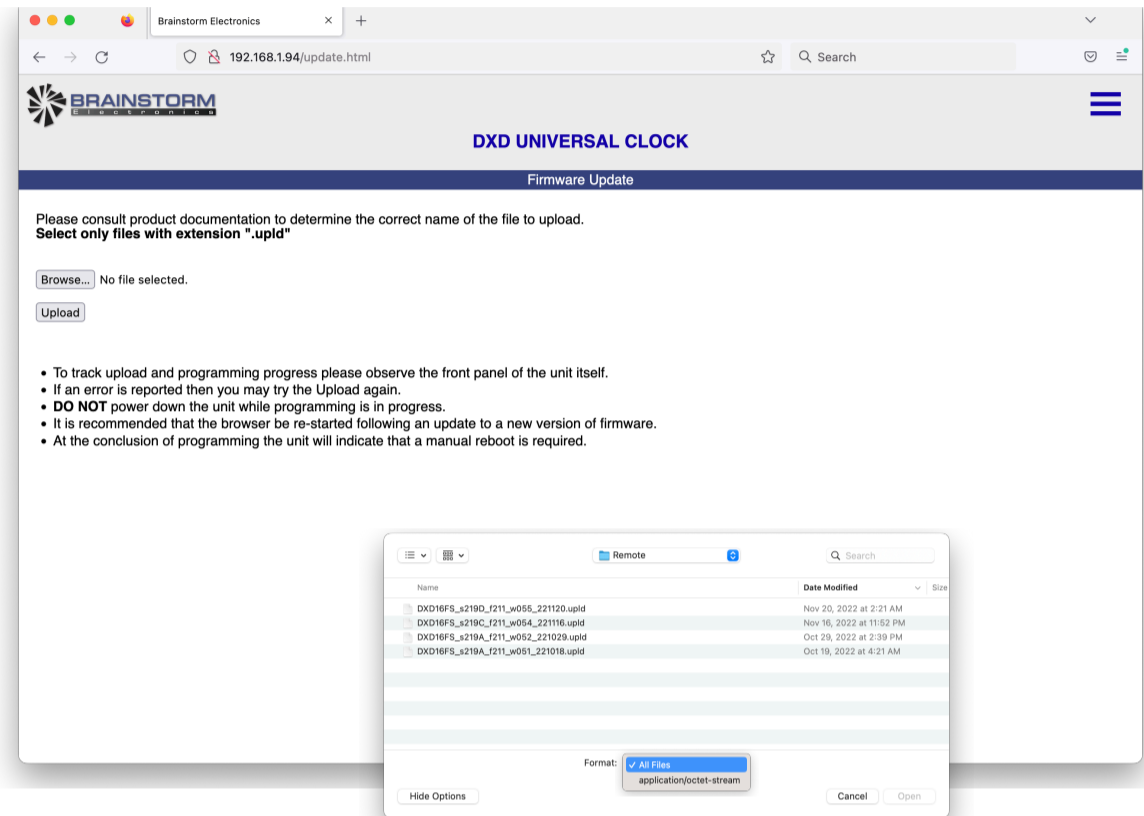 Brainstorm Electronics
192.168.1.94/update.html
Search
BRAINSTORM
Electronics
DXD UNIVERSAL CLOCK
Firmware Update
Please consult product documentation to determine the correct name of the file to upload.
Select only files with extension ".upld"
Browse... No file selected.
Upload
• To track upload and programming progress please observe the front panel of the unit itself.
• If an error is reported then you may try the Upload again.
• DO NOT power down the unit while programming is in progress.
• It is recommended that the browser be re-started following an update to a new version of firmware.
• At the conclusion of programming the unit will indicate that a manual reboot is required.
Remote
Search
Name Date Modified Size
DXD16FS_s219D_f211_w055_221120.upld Nov 20, 2022 at 2:21 AM
DXD16FS_s219C_f211_w054_221116.upld Nov 16, 2022 at 11:52 PM
DXD16FS_s219A_f211_w052_221029.upld Oct 29, 2022 at 2:39 PM
DXD16FS_s219A_f211_w051_221018.upld Oct 19, 2022 at 4:21 AM
Format: ✓ All Files
application/octet-stream
Hide Options Cancel Open